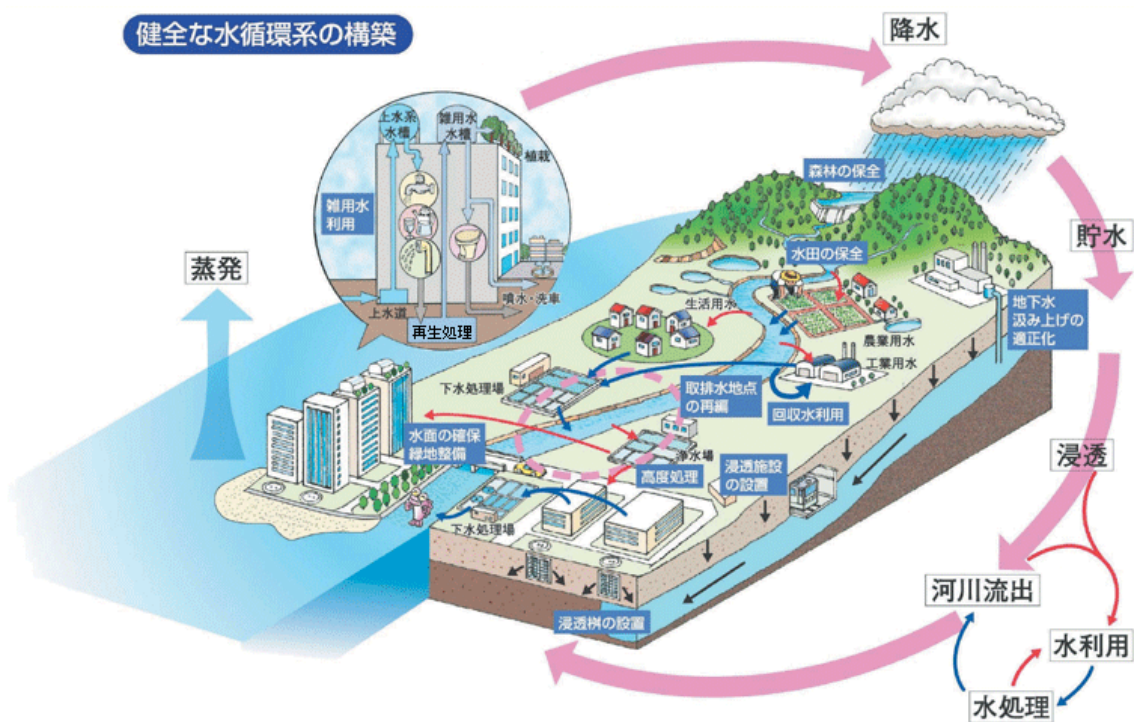 健全な水循環系の構築
降水
上水系
水槽
雑用水
水槽
植栽
雑用水
利用
森林の保全
貯水
蒸発
水田の保全
上水道
噴水・洗車
再生処理
生活用水
地下水
汲み上げの
適正化
農業用水
工業用水
下水処理場
取排水地点
の再編
回収水利用
水面の確保
緑地整備
浄水場
浸透
高度処理
浸透施設
の設置
下水処理場
河川流出
浸透桝の設置
水利用
水処理